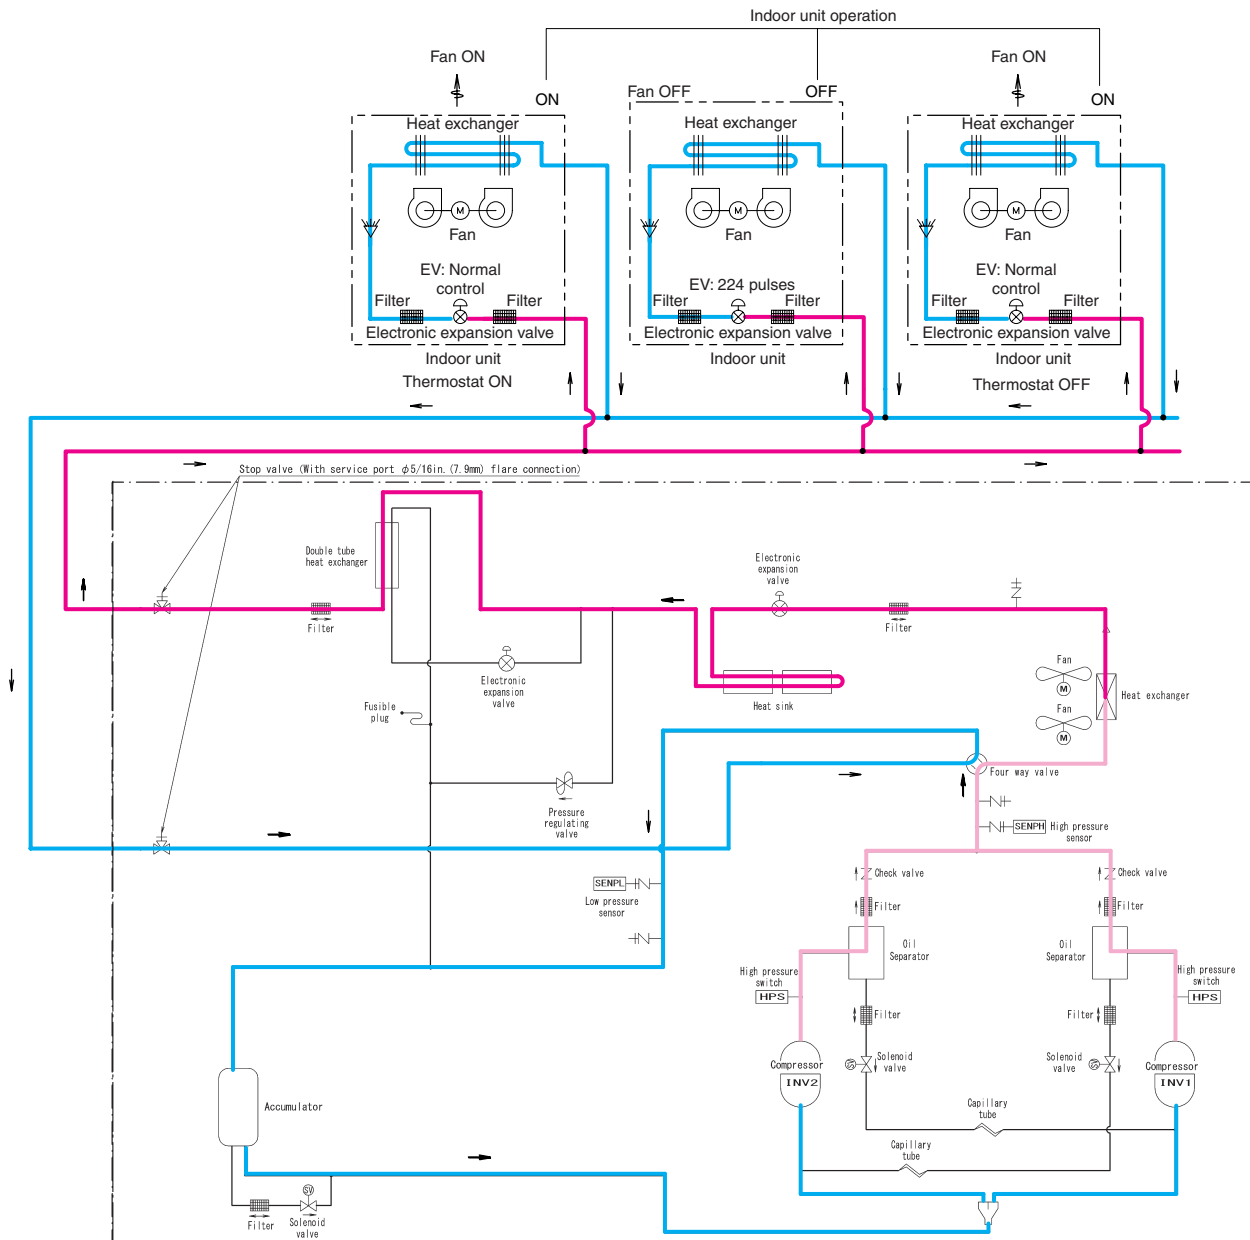 Indoor unit operation
Fan ON
Fan ON
ON
Fan OFF
OFF
ON
Heat exchanger
Heat exchanger
Heat exchanger
M
M
M
Fan
Fan
Fan
EV: Normal
control
EV: 224 pulses
EV: Normal
control
Filter
Filter
Filter
Filter
Filter
Filter
Electronic expansion valve
Electronic expansion valve
Electronic expansion valve
Indoor unit
Indoor unit
Indoor unit
Thermostat ON
Thermostat OFF
Stop valve (With service port φ5/16in. (7.9mm) flare connection)
Double tube
heat exchanger
Electronic
expansion
valve
Filter
Filter
Electronic
expansion
valve
Fusible
plug
Heat sink
Fan
M
Fan
M
Heat exchanger
Four way valve
Pressure
regulating
valve
SENPH
High pressure
sensor
SENPL
Low pressure
sensor
Check valve
Check valve
Filter
Filter
Oil
Separator
Oil
Separator
High pressure
switch
HPS
High pressure
switch
HPS
Filter
Filter
Compressor
INV2
SV
Solenoid
valve
Solenoid
valve
SV
Compressor
INV1
Capillary
tube
Capillary
tube
Accumulator
SV
Filter
Solenoid
valve